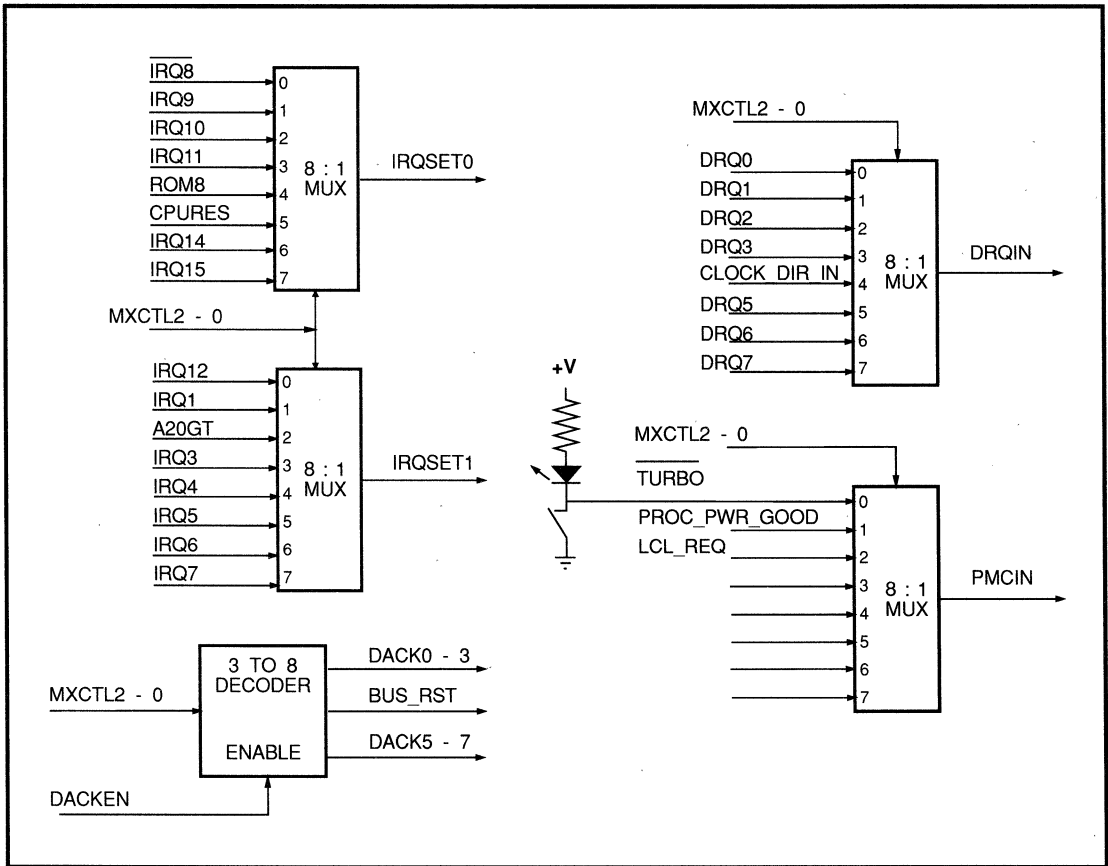 IRQ8
0
IRQ9
1
IRQ10
2
IRQ11
3
ROM8
4
CPURES
5
IRQ14
6
IRQ15
7
8 : 1
MUX
IRQSET0
MXCTL2 - 0
IRQ12
0
IRQ1
1
A20GT
2
IRQ3
3
IRQ4
4
IRQ5
5
IRQ6
6
IRQ7
7
8 : 1
MUX
IRQSET1
3 TO 8
DECODER
ENABLE
MXCTL2 - 0
DACKEN
DACK0 - 3
BUS_RST
DACK5 - 7
MXCTL2 - 0
DRQ0
0
DRQ1
1
DRQ2
2
DRQ3
3
CLOCK_DIR_IN
4
DRQ5
5
DRQ6
6
DRQ7
7
8 : 1
MUX
DRQIN
+V
MXCTL2 - 0
TURBO
0
PROC_PWR_GOOD
1
LCL_REQ
2
3
4
5
6
7
8 : 1
MUX
PMCIN